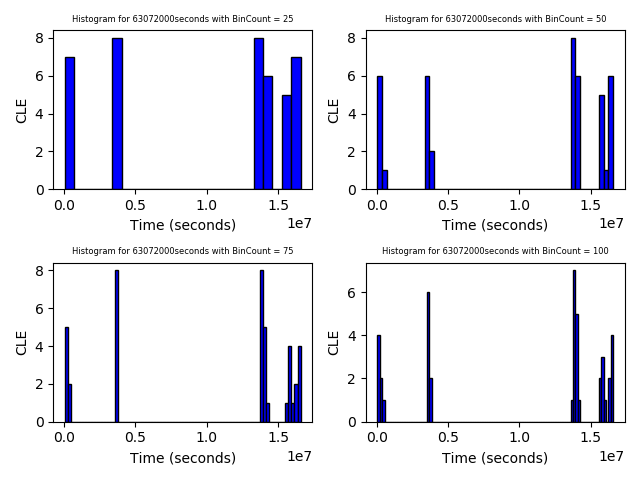 Histogram for 63072000seconds with BinCount = 25
Histogram for 63072000seconds with BinCount = 50
CLE
8
6
4
2
0
0.0 0.5 1.0 1.5
1e7
Time (seconds)
CLE
8
6
4
2
0
0.0 0.5 1.0 1.5
1e7
Time (seconds)
Histogram for 63072000seconds with BinCount = 75
Histogram for 63072000seconds with BinCount = 100
CLE
8
6
4
2
0
0.0 0.5 1.0 1.5
1e7
Time (seconds)
CLE
6
4
2
0
0.0 0.5 1.0 1.5
1e7
Time (seconds)